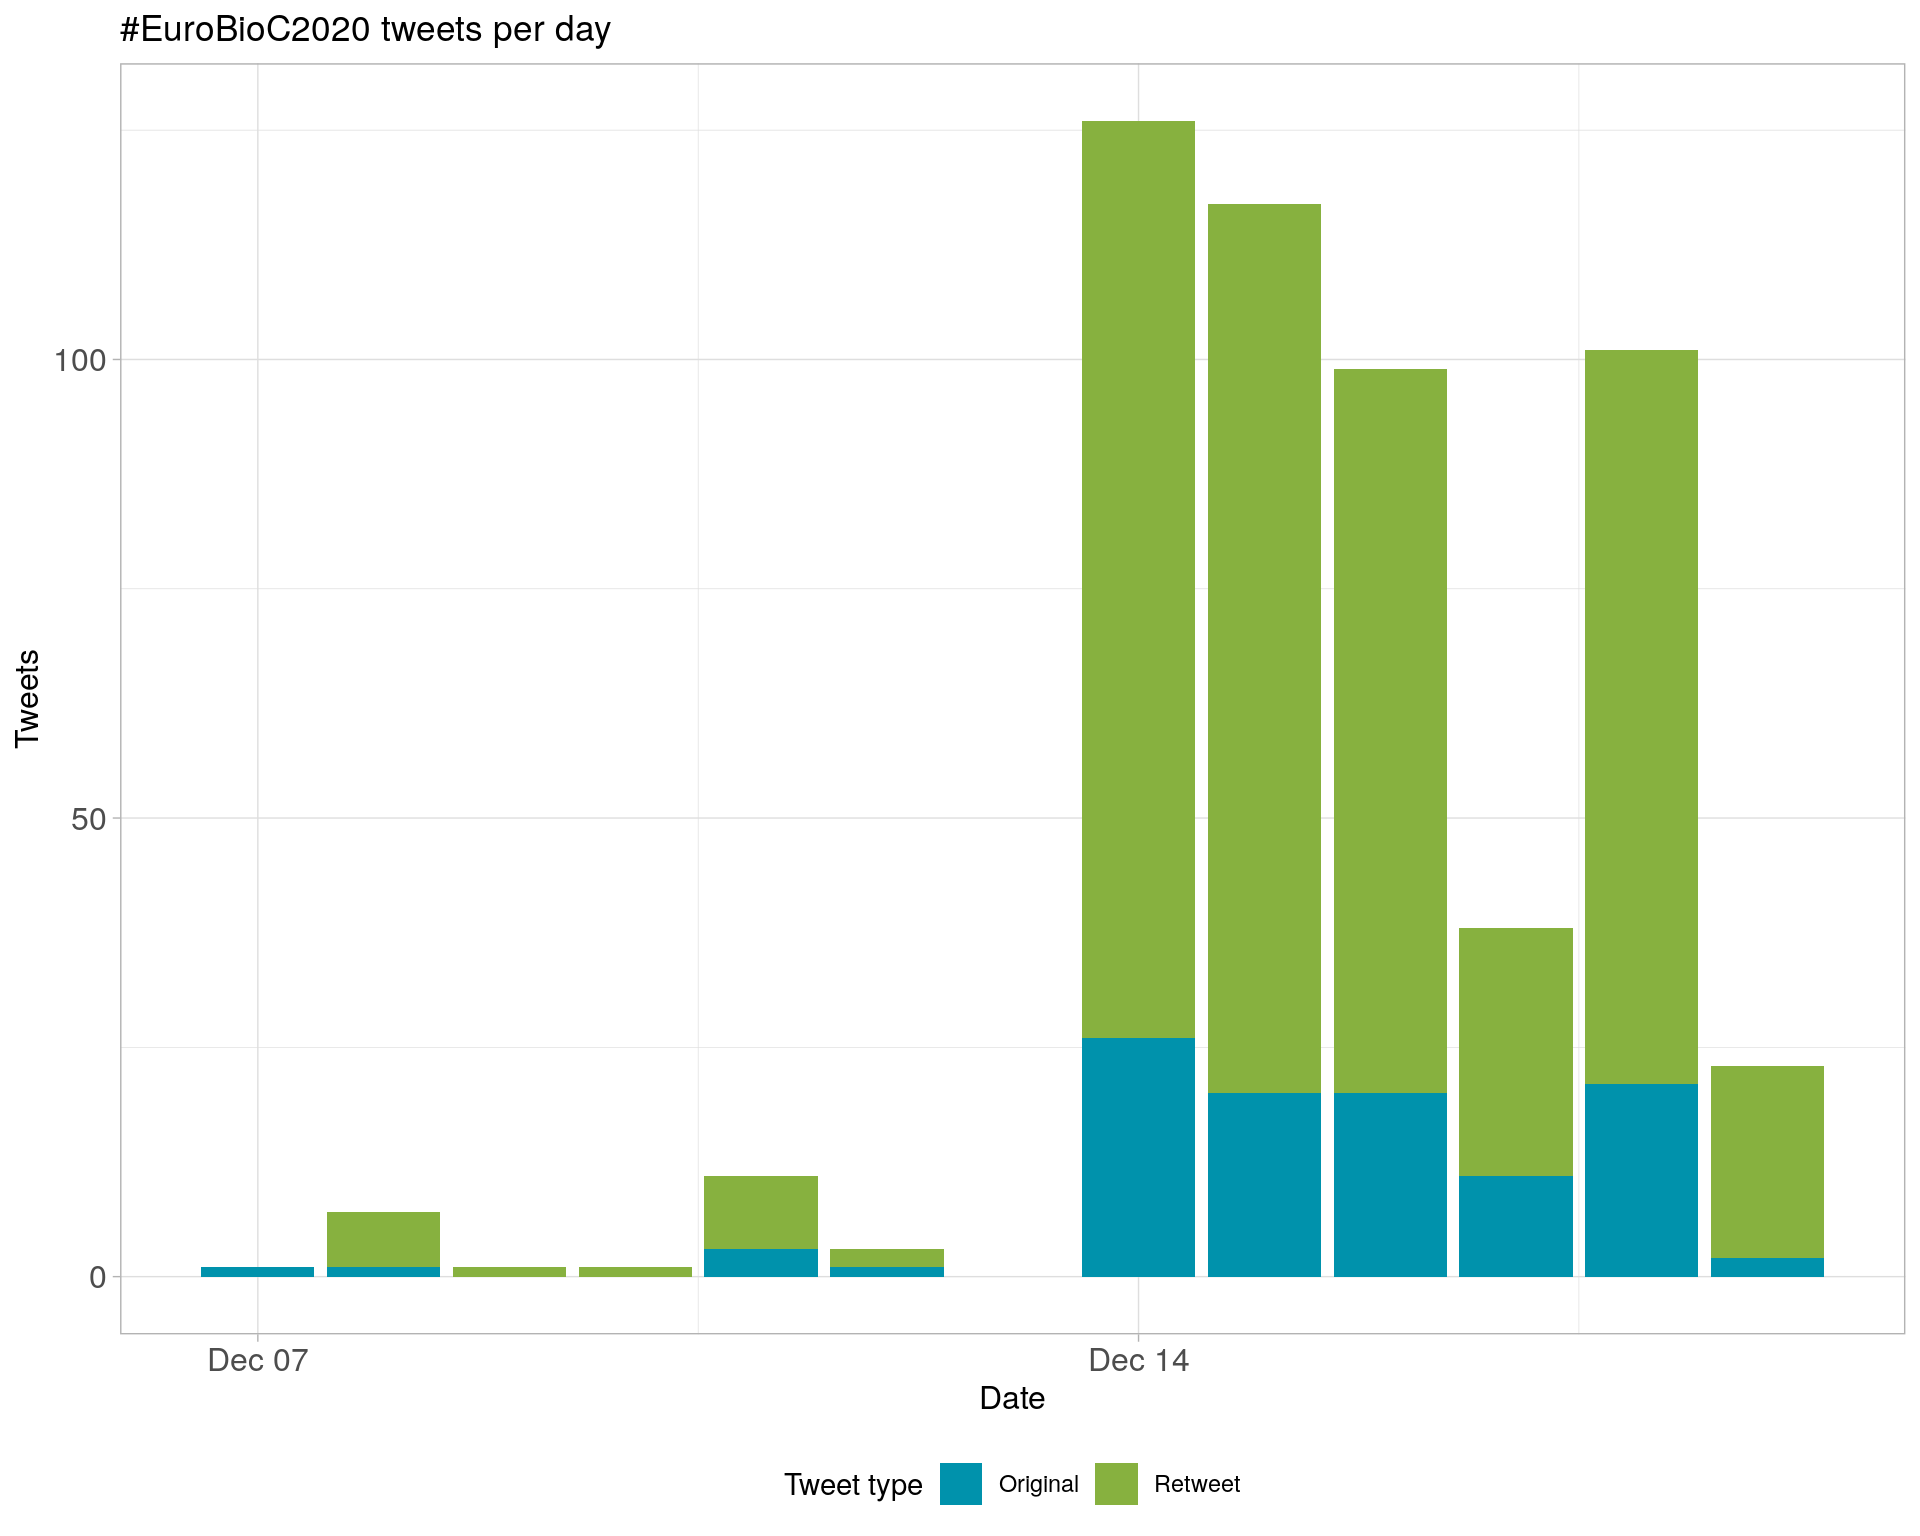 #EuroBioC2020 tweets per day
Tweets
100
50
0
Dec 07 Dec 14
Date
Tweet type Original Retweet